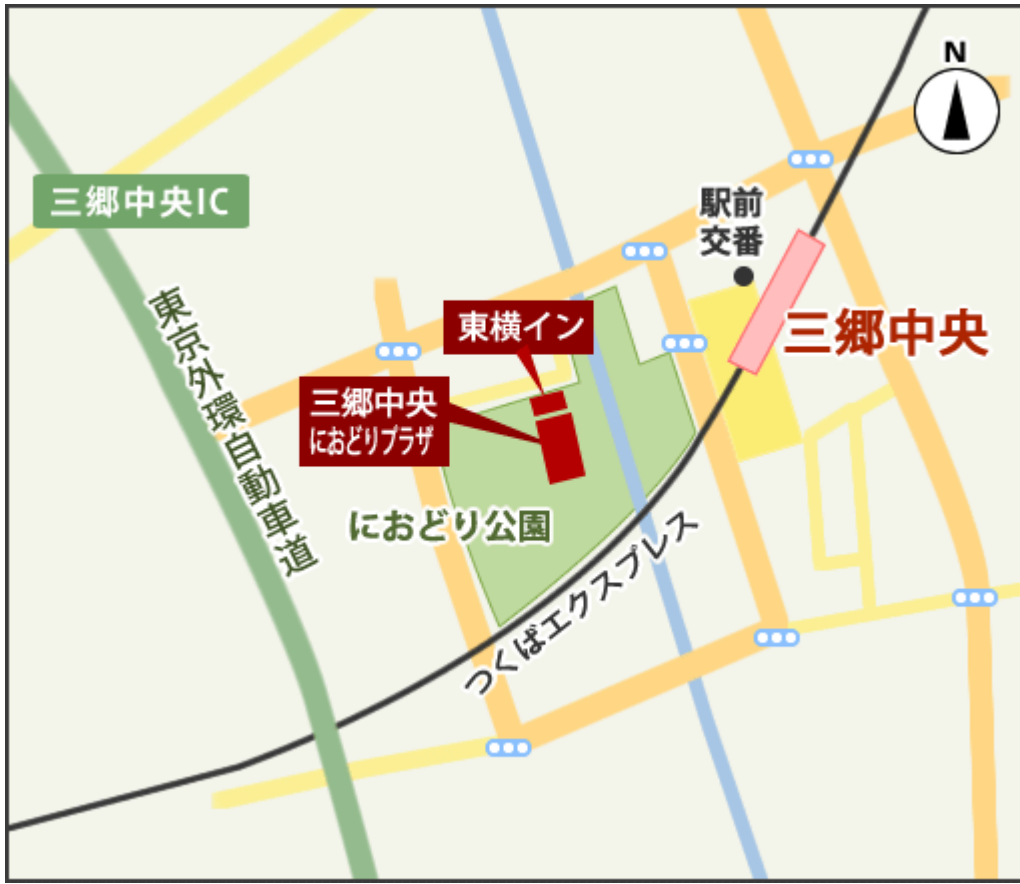 N
三郷中央IC
駅前
交番
東横イン
三郷中央
三郷中央
におどりプラザ
東京外環自動車道
におどり公園
つくばエクスプレス